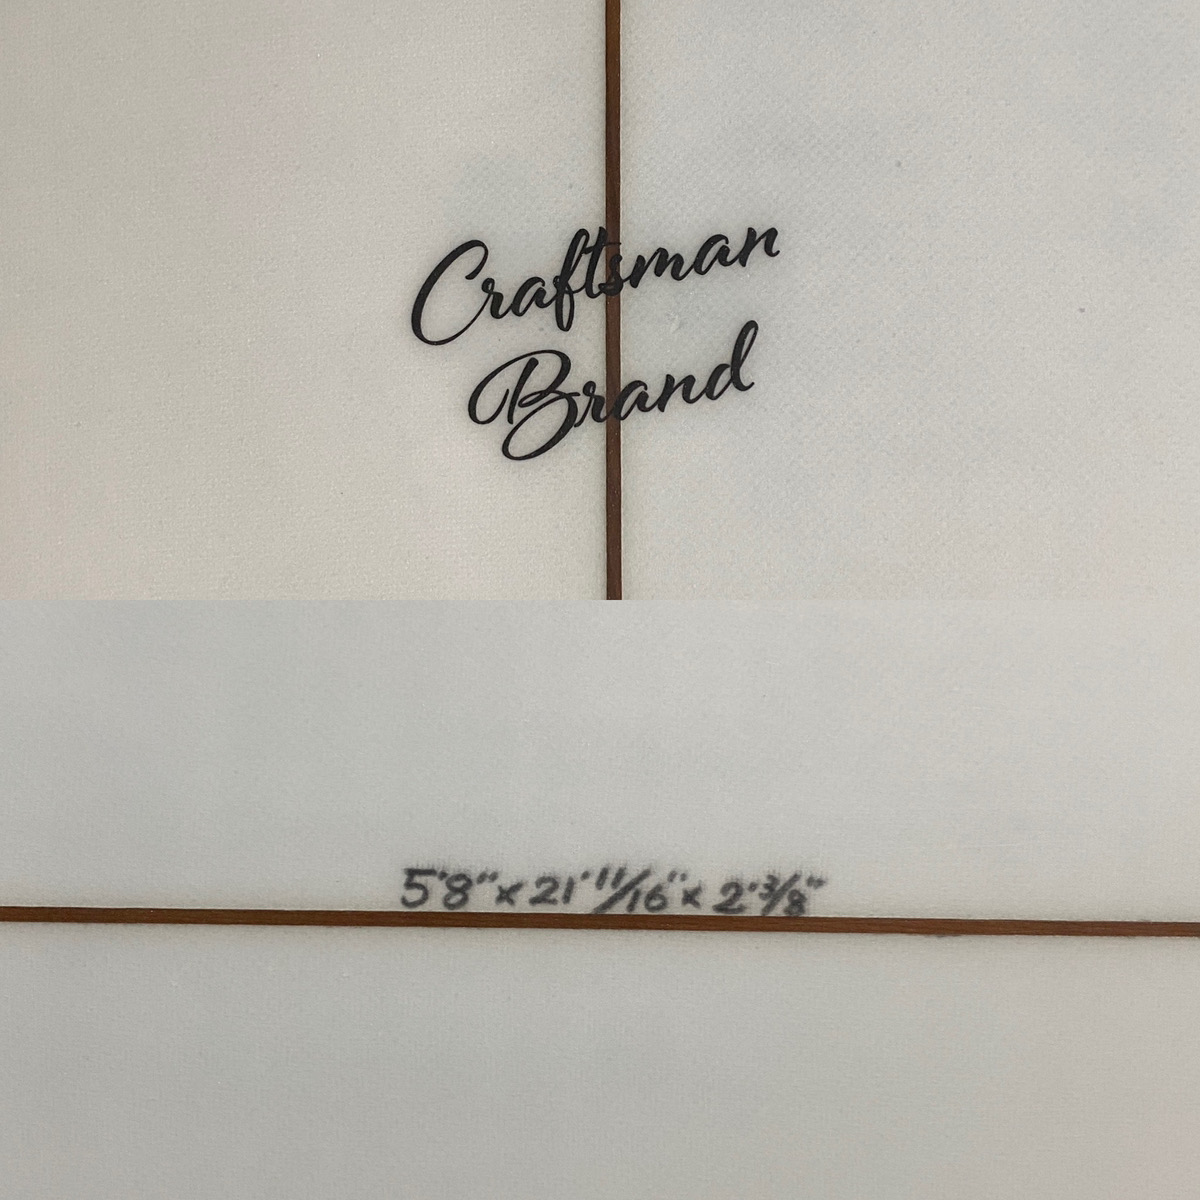 Craftsman
Brand
5'8" x 21'11/16" x 2'3/8"